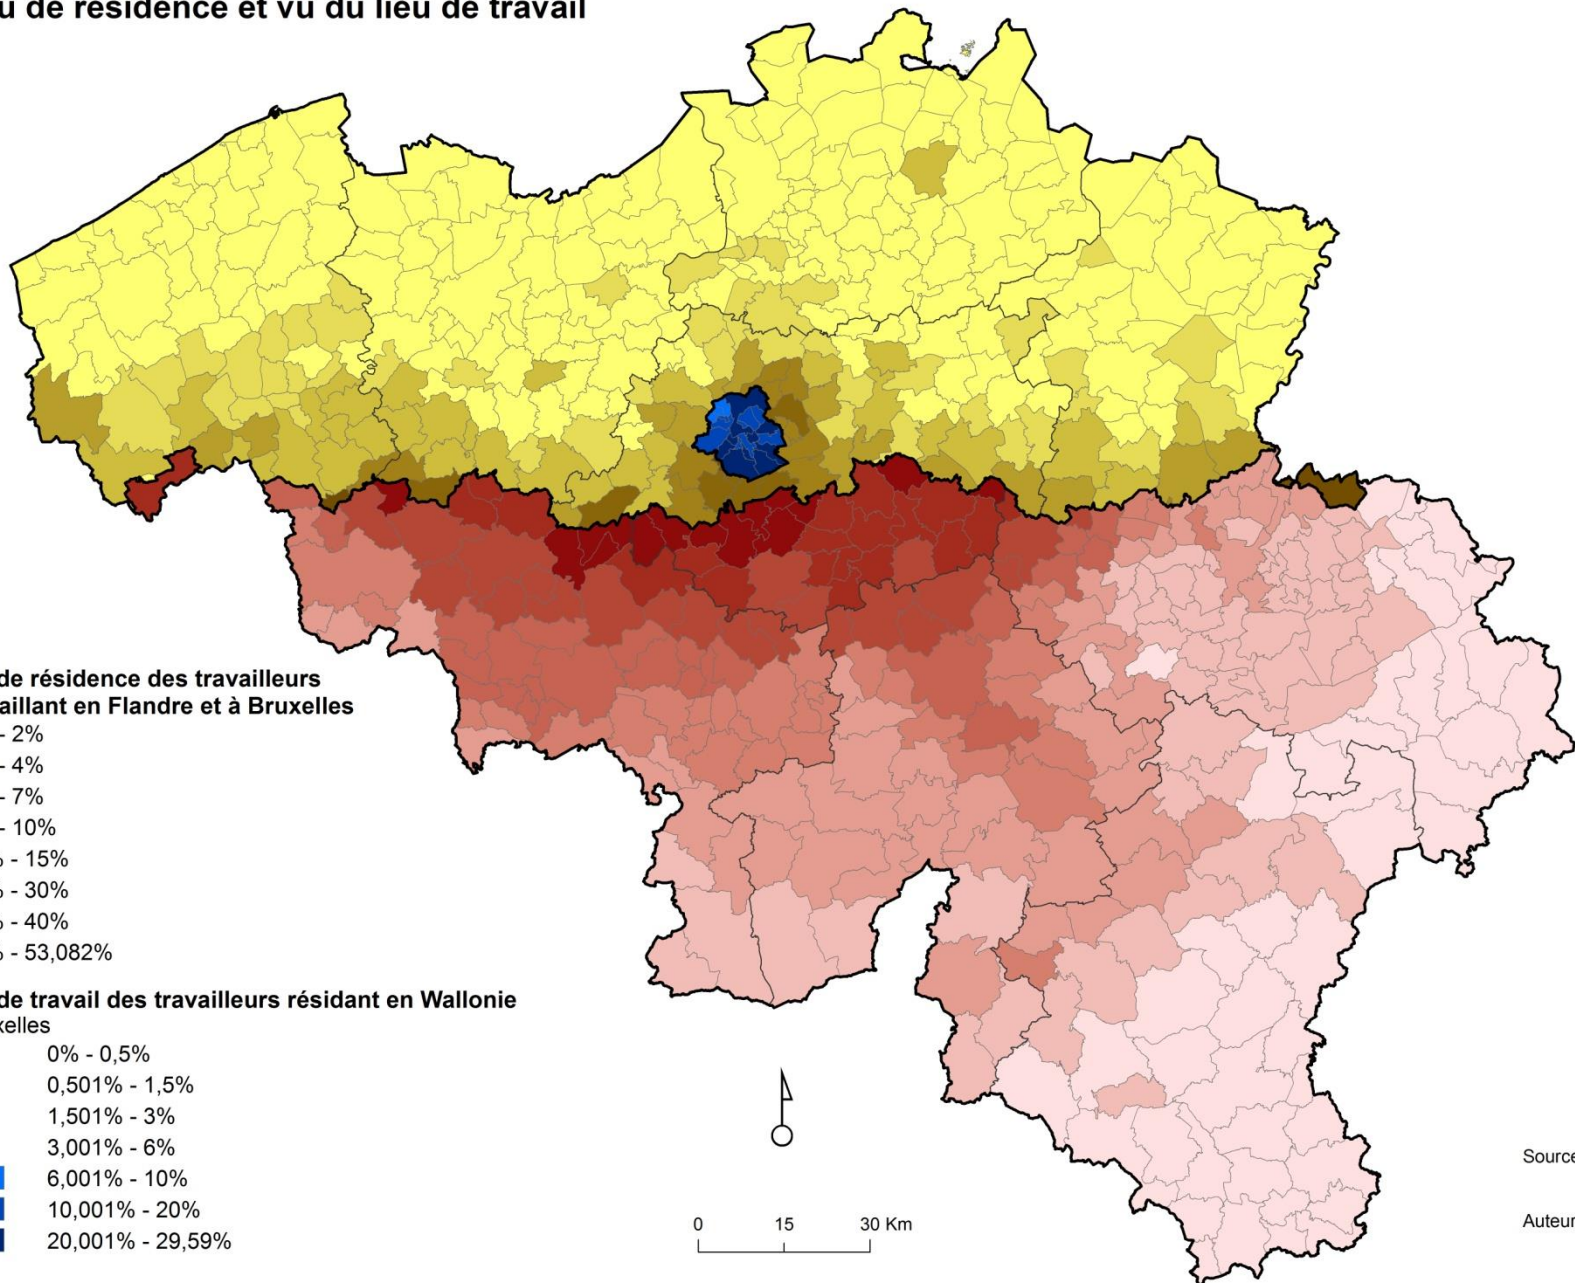 u de résidence et vu du lieu de travail
de résidence des travailleurs
aillant en Flandre et à Bruxelles
- 2%
- 4%
- 7%
- 10%
% - 15%
% - 30%
% - 40%
% - 53,082%
de travail des travailleurs résidant en Wallonie
xelles
0% - 0,5%
0,501% - 1,5%
1,501% - 3%
3,001% - 6%
6,001% - 10%
10,001% - 20%
20,001% - 29,59%
0 15 30 Km
Source
Auteur